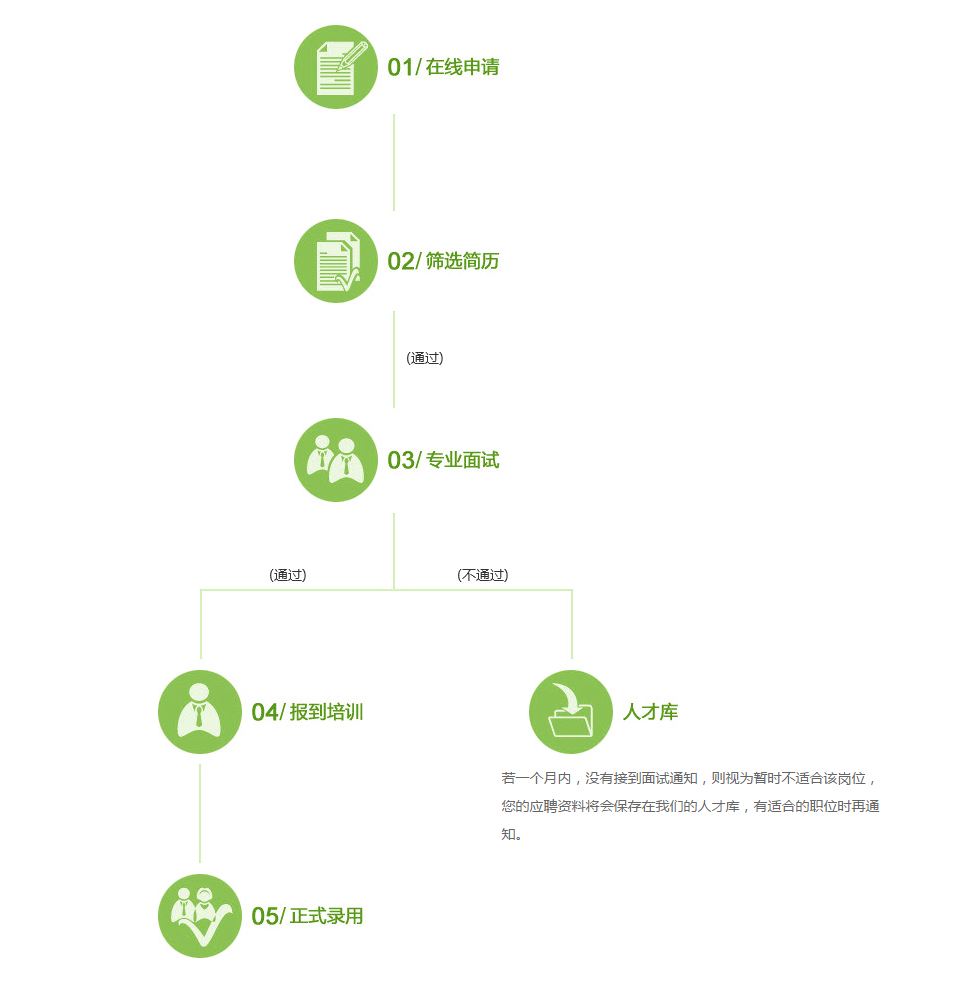 01/ 在线申请
02/ 筛选简历
(通过)
03/ 专业面试
(通过)
(不通过)
04/ 报到培训
人才库
若一个月内，没有接到面试通知，则视为暂时不适合该岗位，
您的应聘资料将会保存在我们的人才库，有适合的职位时再通
知。
05/ 正式录用